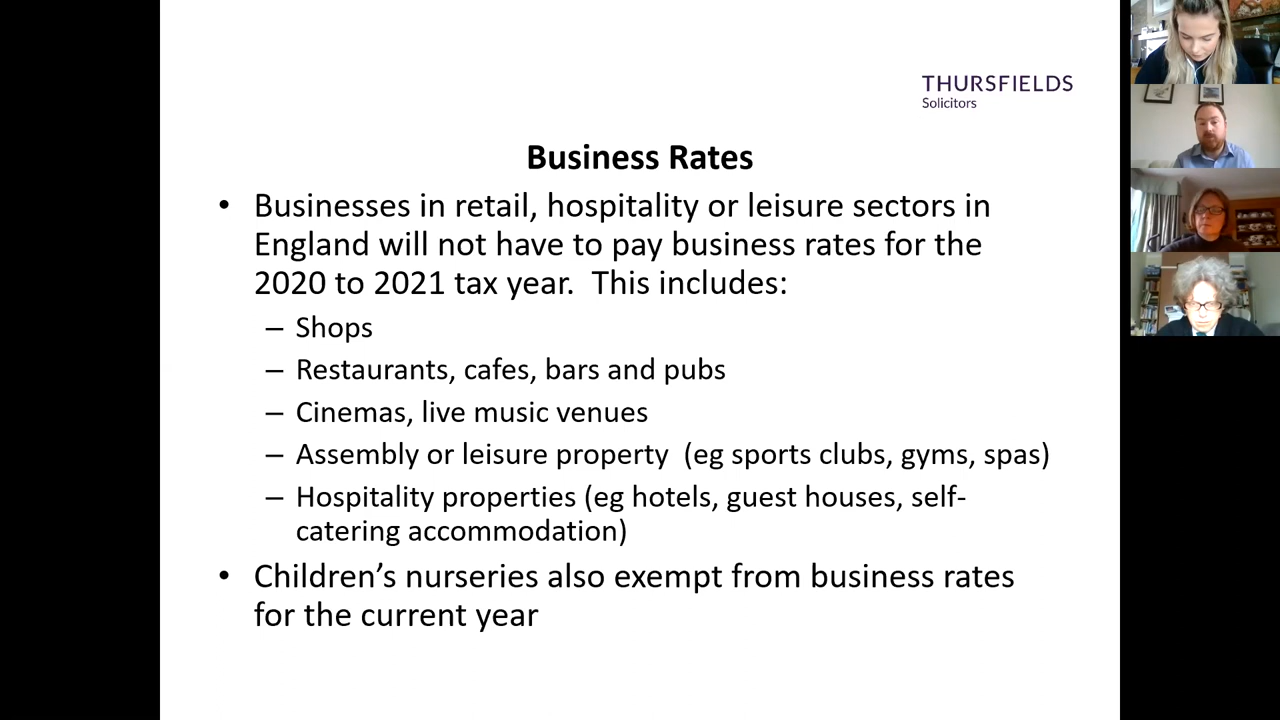 THURSFIELDS
Solicitors
Business Rates
• Businesses in retail, hospitality or leisure sectors in
England will not have to pay business rates for the
2020 to 2021 tax year.  This includes:
– Shops
– Restaurants, cafes, bars and pubs
– Cinemas, live music venues
– Assembly or leisure property  (eg sports clubs, gyms, spas)
– Hospitality properties (eg hotels, guest houses, self-
catering accommodation)
• Children’s nurseries also exempt from business rates
for the current year